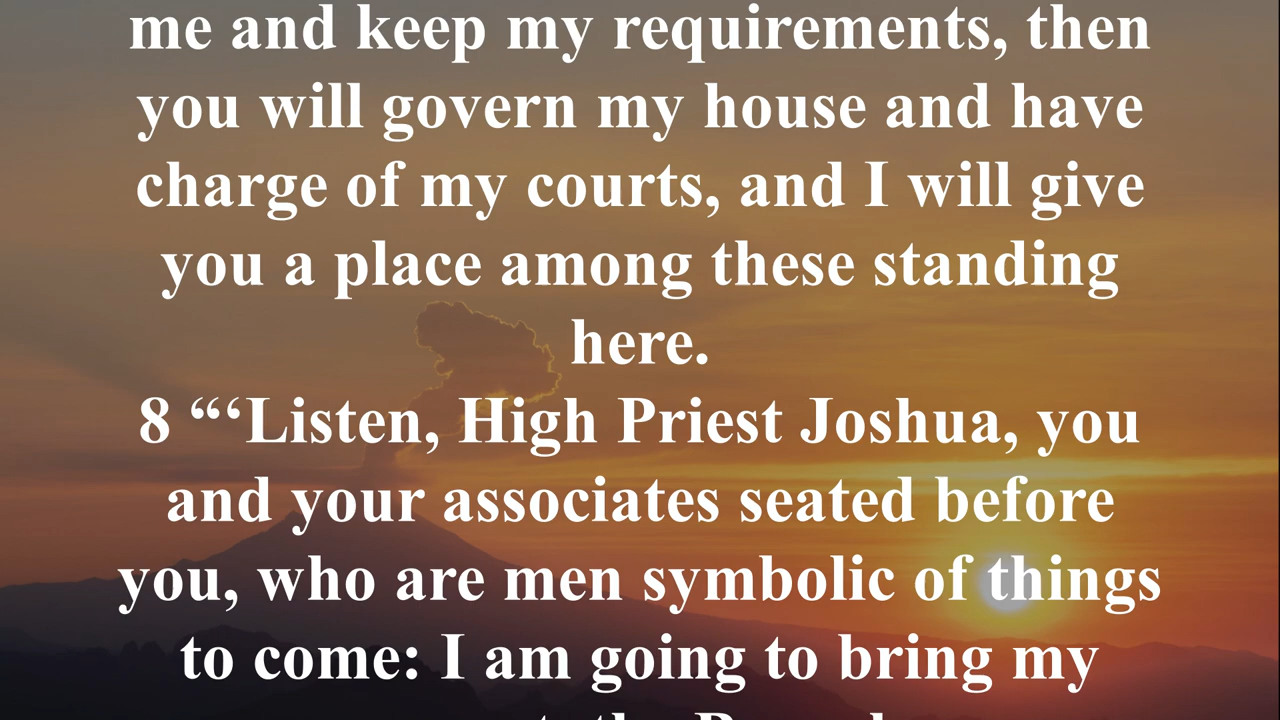 me and keep my requirements, then
you will govern my house and have
charge of my courts, and I will give
you a place among these standing
here.
8 “‘Listen, High Priest Joshua, you
and your associates seated before
you, who are men symbolic of things
to come: I am going to bring my